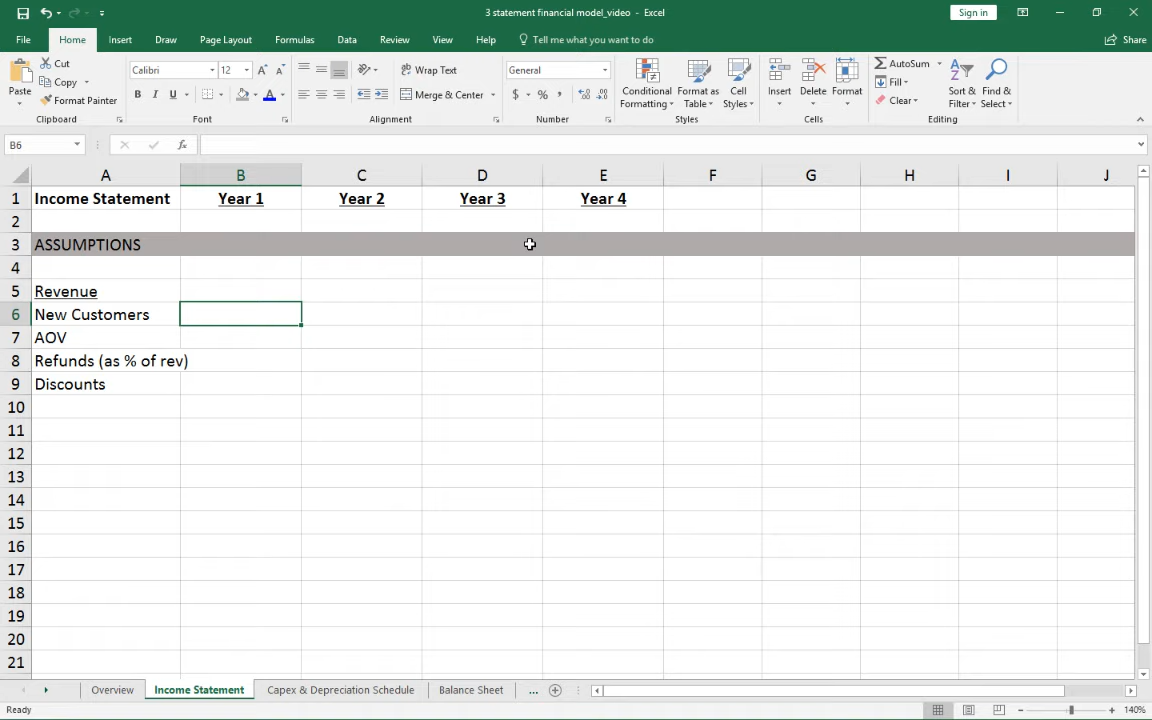 3 statement financial model_video - Excel
Sign in
File Home Insert Draw Page Layout Formulas Data Review View Help Tell me what you want to do Share
Paste
Cut
Copy
Format Painter
Clipboard
Calibri 12
B I U
Font
Wrap Text
Merge & Center
Alignment
General
$ % ,
Number
Conditional Formatting
Format as Table
Cell Styles
Styles
Insert Delete Format
Cells
AutoSum
Fill
Clear
Sort & Filter
Find & Select
Editing
B6 fx
A B C D E F G H I J
1 Income Statement Year 1 Year 2 Year 3 Year 4
2
3 ASSUMPTIONS
4
5 Revenue
6 New Customers
7 AOV
8 Refunds (as % of rev)
9 Discounts
10
11
12
13
14
15
16
17
18
19
20
21
Overview Income Statement Capex & Depreciation Schedule Balance Sheet ...
Ready 140%